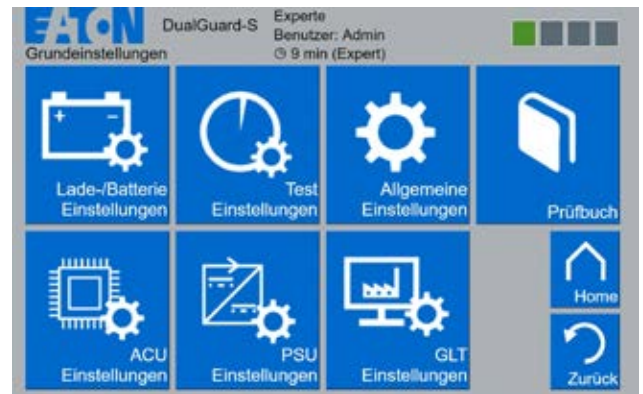 EATON
DualGuard-S
Experte
Benutzer: Admin
9 min (Expert)
Grundeinstellungen
Lade-/Batterie
Einstellungen
Test
Einstellungen
Allgemeine
Einstellungen
Prüfbuch
ACU
Einstellungen
PSU
Einstellungen
GLT
Einstellungen
Home
Zurück